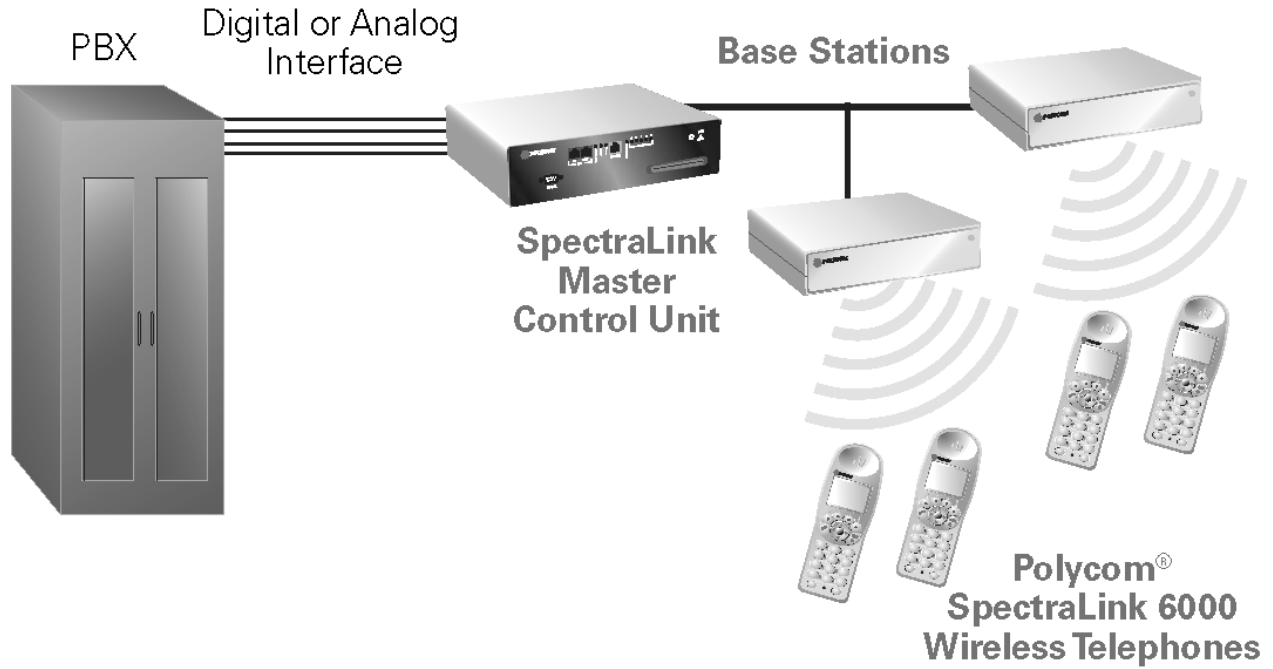 PBX
Digital or Analog
Interface
Base Stations
SpectraLink
Master
Control Unit
Polycom®
SpectraLink 6000
Wireless Telephones